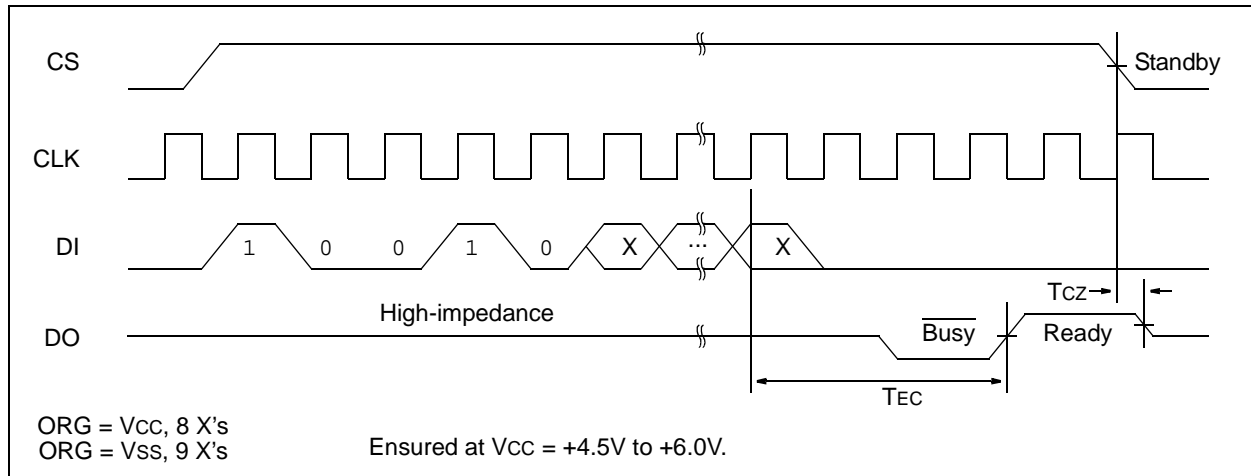 CS
Standby
CLK
DI
1 0 0 1 0 X ... X
TCZ
High-impedance
DO
Busy
Ready
TEC
ORG = VCC, 8 X's
ORG = VSS, 9 X's
Ensured at VCC = +4.5V to +6.0V.